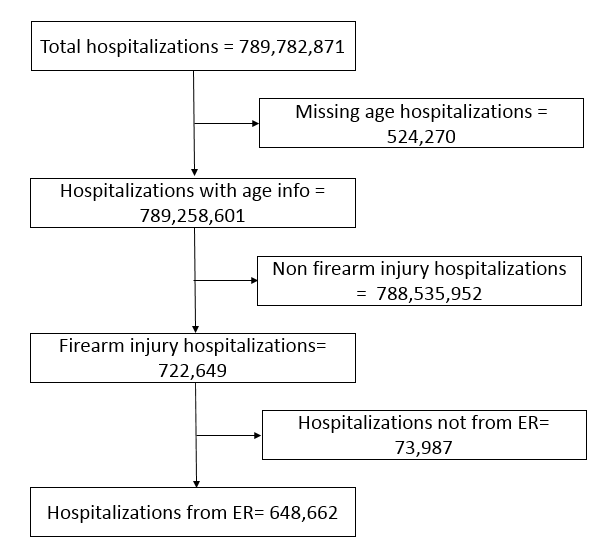 Total hospitalizations = 789,782,871
Missing age hospitalizations =
524,270
Hospitalizations with age info =
789,258,601
Non firearm injury hospitalizations
= 788,535,952
Firearm injury hospitalizations=
722,649
Hospitalizations not from ER=
73,987
Hospitalizations from ER= 648,662